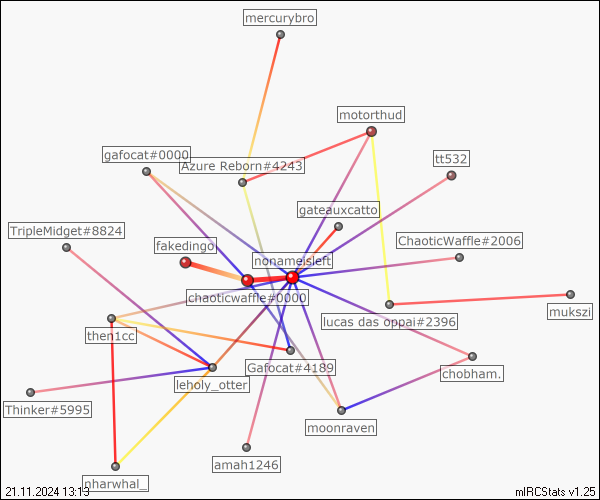 mercurybro
motorthud
gafocat#0000
Azure Reborn#4243
tt532
gateauxcatto
TripleMidget#8824
ChaoticWaffle#2006
fakedingo
nonameisleft
chaoticwaffle#0000
mukszi
lucas das oppai#2396
then1cc
Gafocat#4189
chobham.
leholy_otter
Thinker#5995
moonraven
amah1246
nharwhal_
21.11.2024 13:13
mIRCStats v1.25